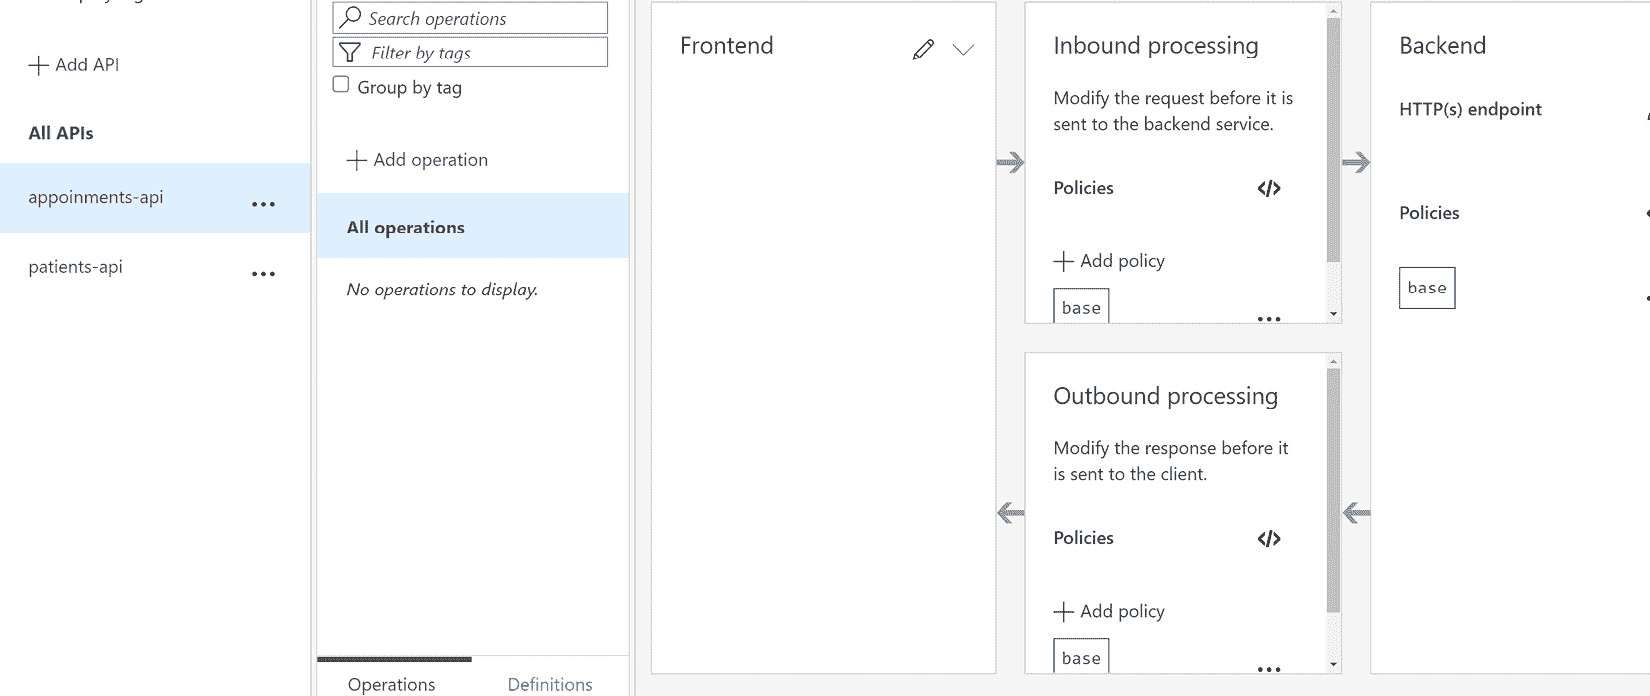 Add API
All APIs
appoinments-api
patients-api
Search operations
Filter by tags
Group by tag
Add operation
All operations
No operations to display.
Operations
Definitions
Frontend
Inbound processing
Modify the request before it is
sent to the backend service.
Policies
</>
Add policy
base
Outbound processing
Modify the response before it
is sent to the client.
Policies
</>
Add policy
base
Backend
HTTP(s) endpoint
Policies
base